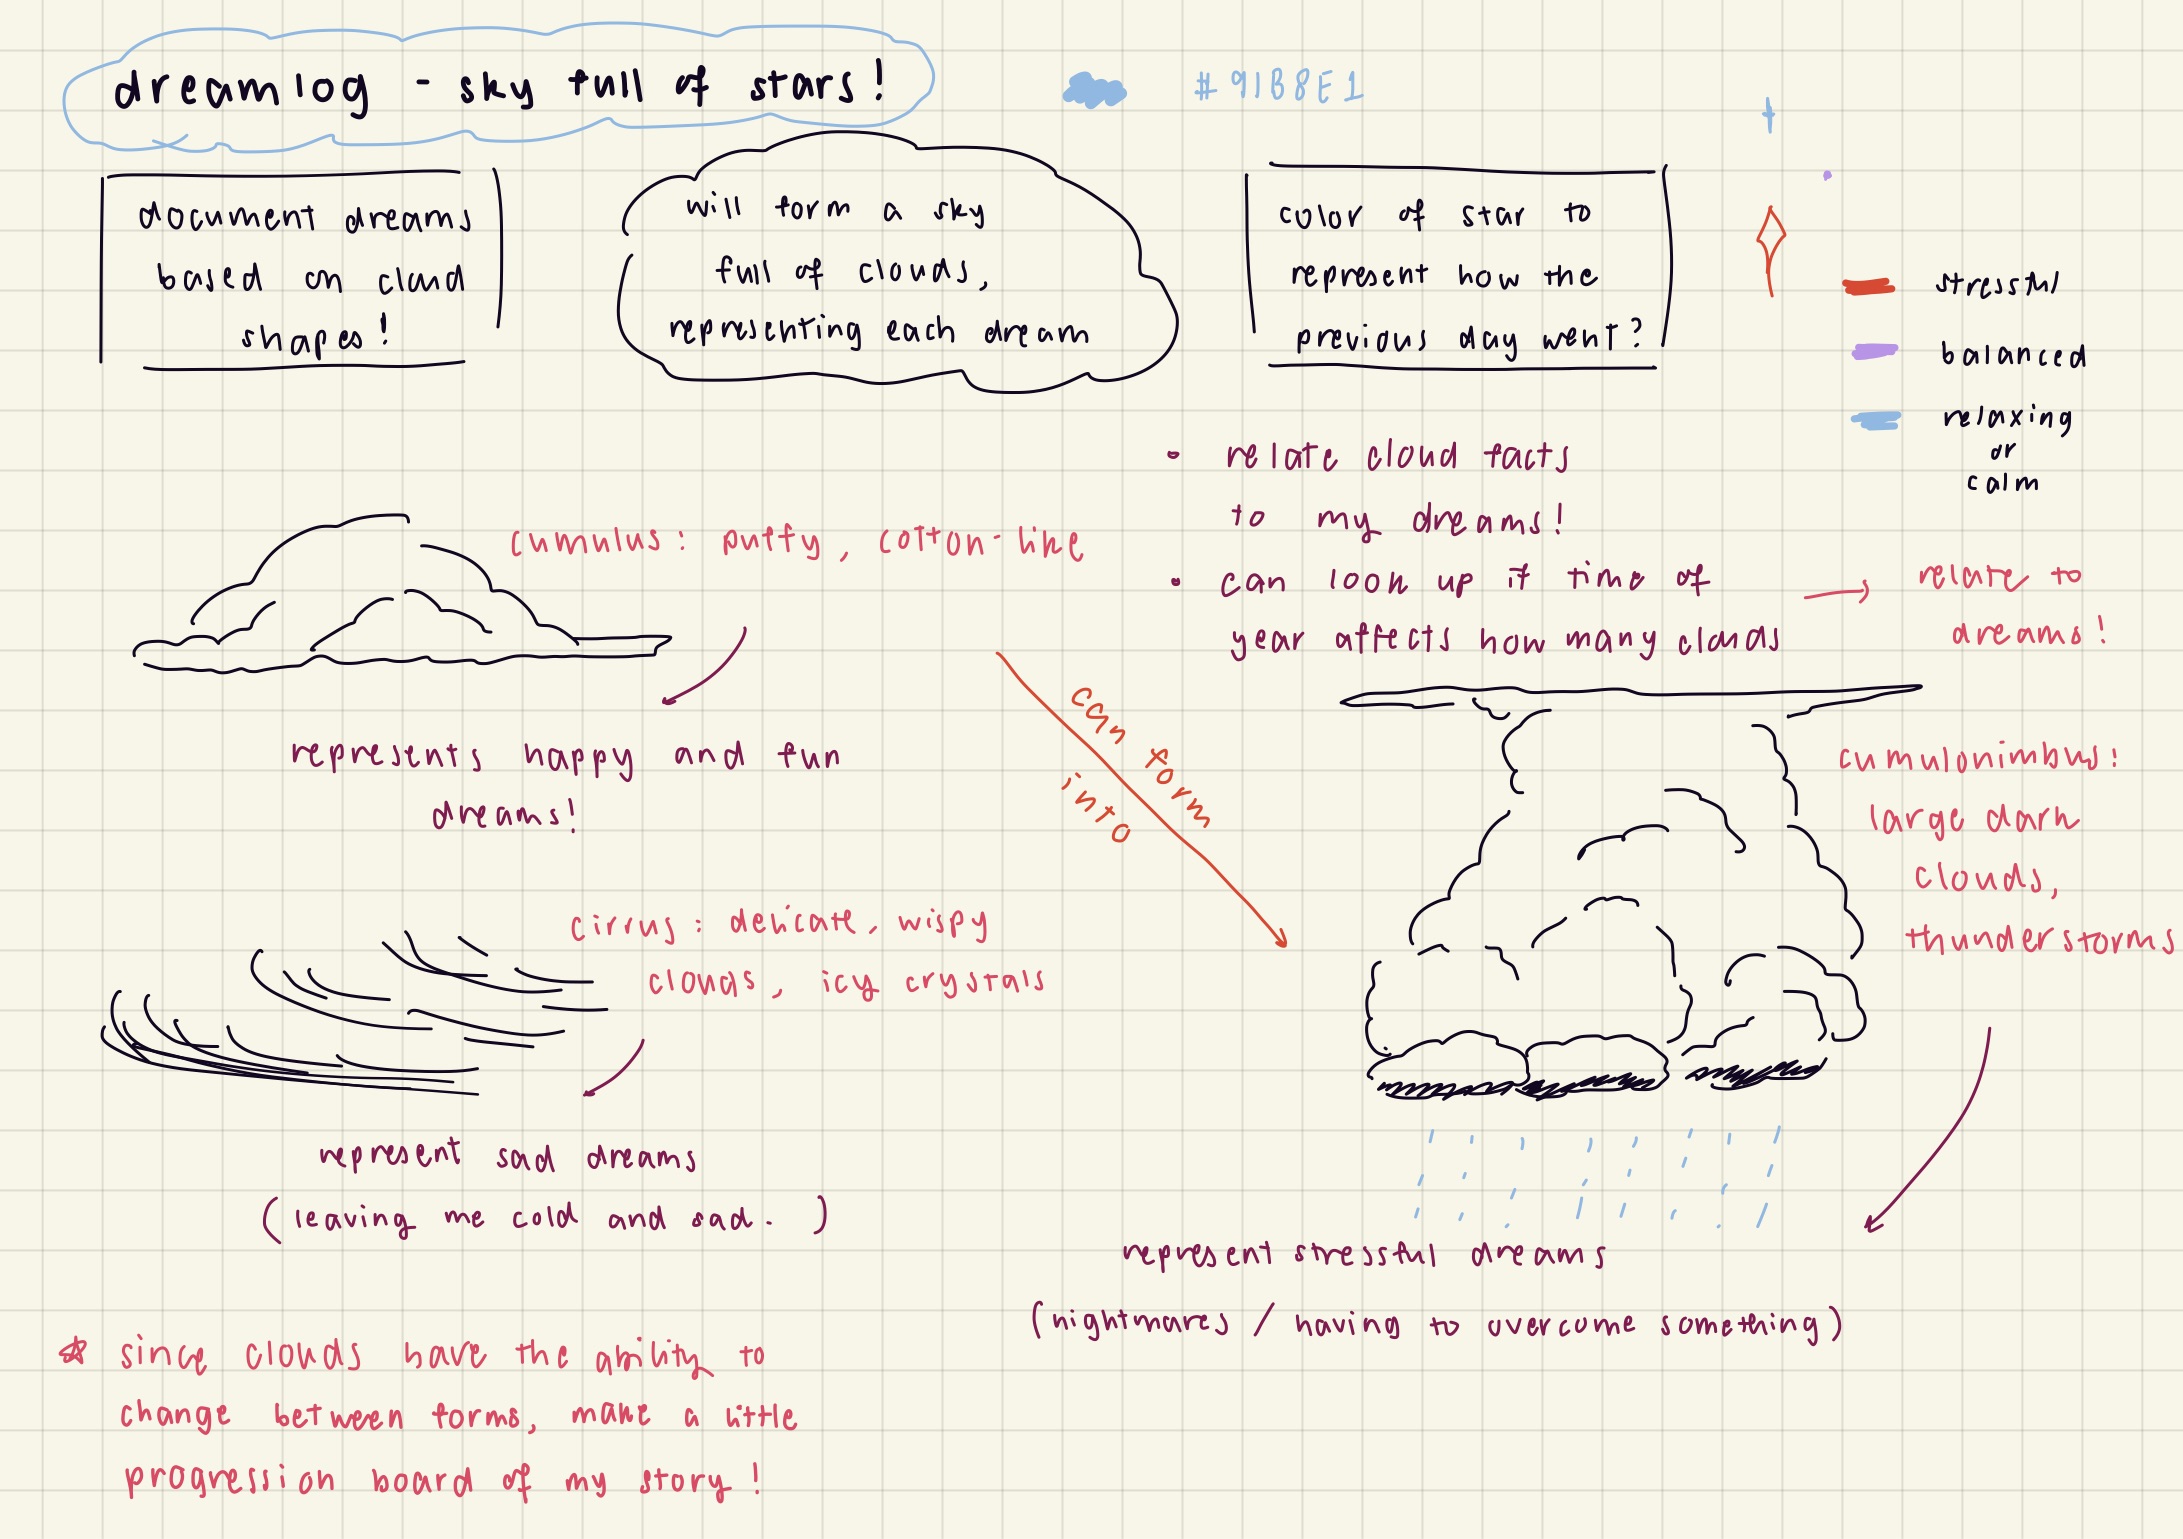 dreamlog - sky full of stars!
#91B8E1
document dreams
based on cloud
shapes!
will form a sky
full of clouds,
representing each dream
color of star to
represent how the
previous day went?
stressful
balanced
relaxing
or
calm
• relate cloud facts
to my dreams!
• can look up if time of
year affects how many clouds
relate to
dreams!
cumulus: puffy, cotton-like
represents happy and fun
dreams!
can form
into
cumulonimbus:
large dark
clouds,
thunderstorms
cirrus: delicate, wispy
clouds, icy crystals
represent sad dreams
(leaving me cold and sad. )
represent stressful dreams
(nightmares / having to overcome something)
since clouds have the ability to
change between forms, make a little
progression board of my story!